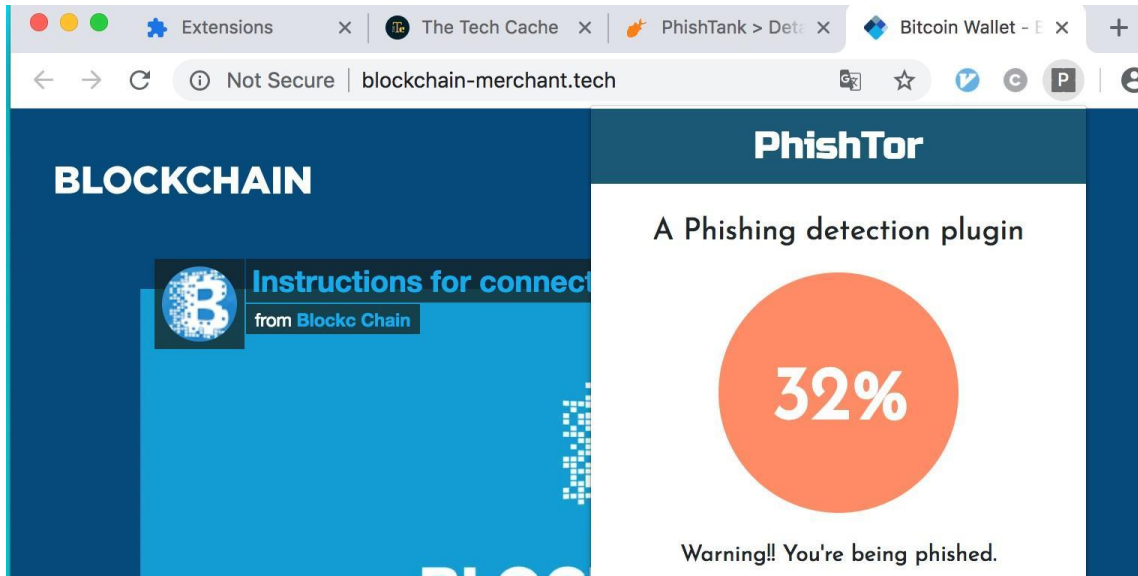 Extensions
The Tech Cache
PhishTank > Deta
Bitcoin Wallet - B
Not Secure | blockchain-merchant.tech
PhishTor
BLOCKCHAIN
A Phishing detection plugin
Instructions for connect
from Blockc Chain
32%
Warning!! You're being phished.